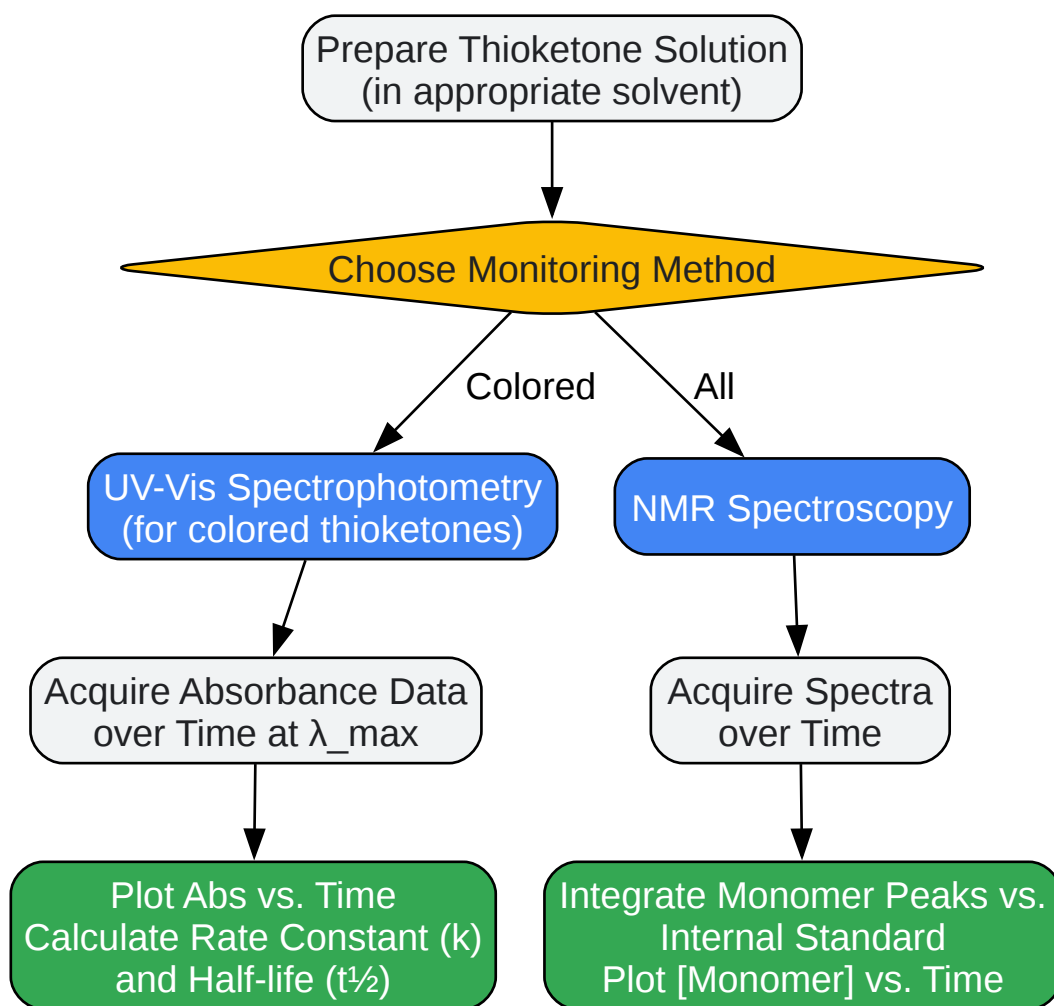 Prepare Thioketone Solution
(in appropriate solvent)
Choose Monitoring Method
Colored
All
UV-Vis Spectrophotometry
(for colored thioketones)
NMR Spectroscopy
Acquire Absorbance Data
over Time at λ_max
Acquire Spectra
over Time
Plot Abs vs. Time
Calculate Rate Constant (k)
and Half-life (t½)
Integrate Monomer Peaks vs.
Internal Standard
Plot [Monomer] vs. Time